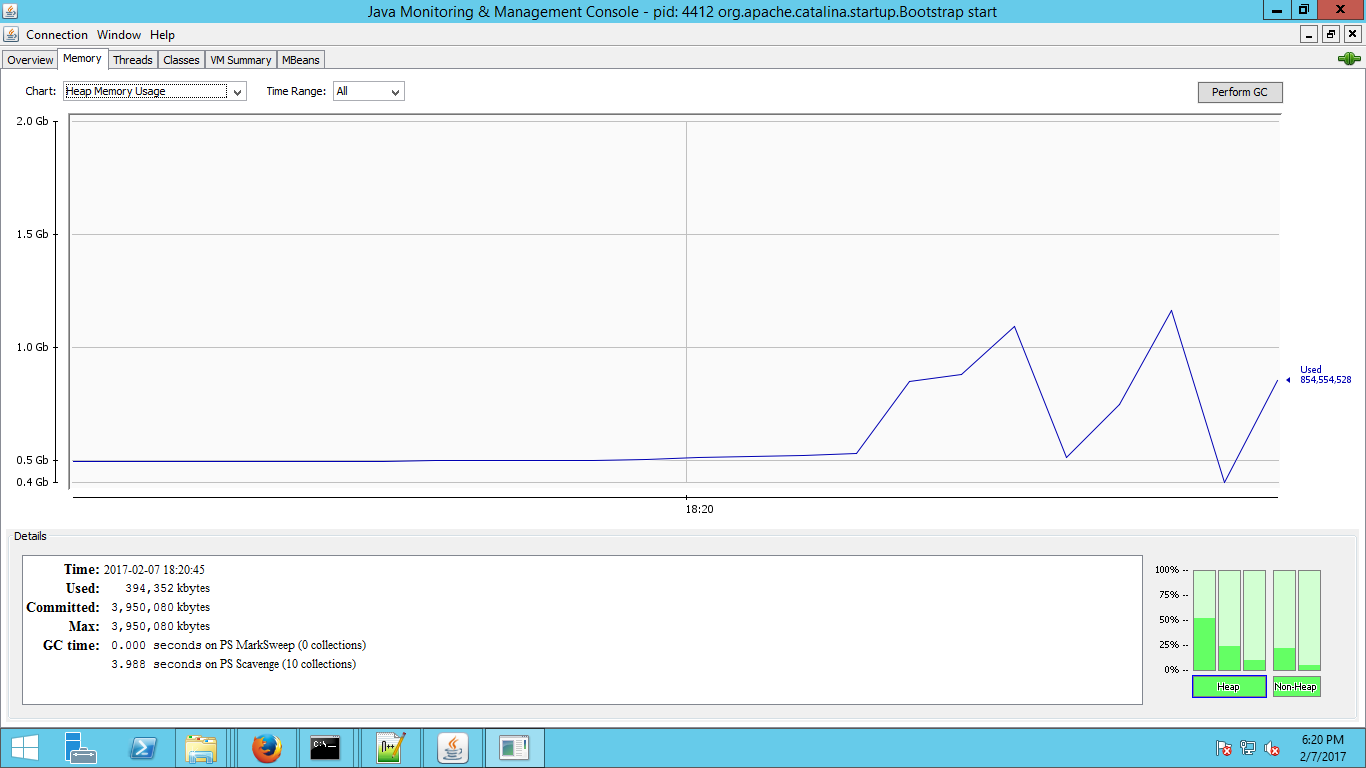 Java Monitoring & Management Console - pid: 4412 org.apache.catalina.startup.Bootstrap start
Connection Window Help
Overview Memory Threads Classes VM Summary MBeans
Chart: Heap Memory Usage Time Range: All Perform GC
2.0 Gb
1.5 Gb
1.0 Gb
Used
854,554,528
0.5 Gb
0.4 Gb
18:20
Details
Time: 2017-02-07 18:20:45
Used: 394,352 kbytes
Committed: 3,950,080 kbytes
Max: 3,950,080 kbytes
GC time: 0.000 seconds on PS MarkSweep (0 collections)
3.988 seconds on PS Scavenge (10 collections)
100% --
75% --
50% --
25% --
0% --
Heap Non-Heap
C:\_
6:20 PM
2/7/2017